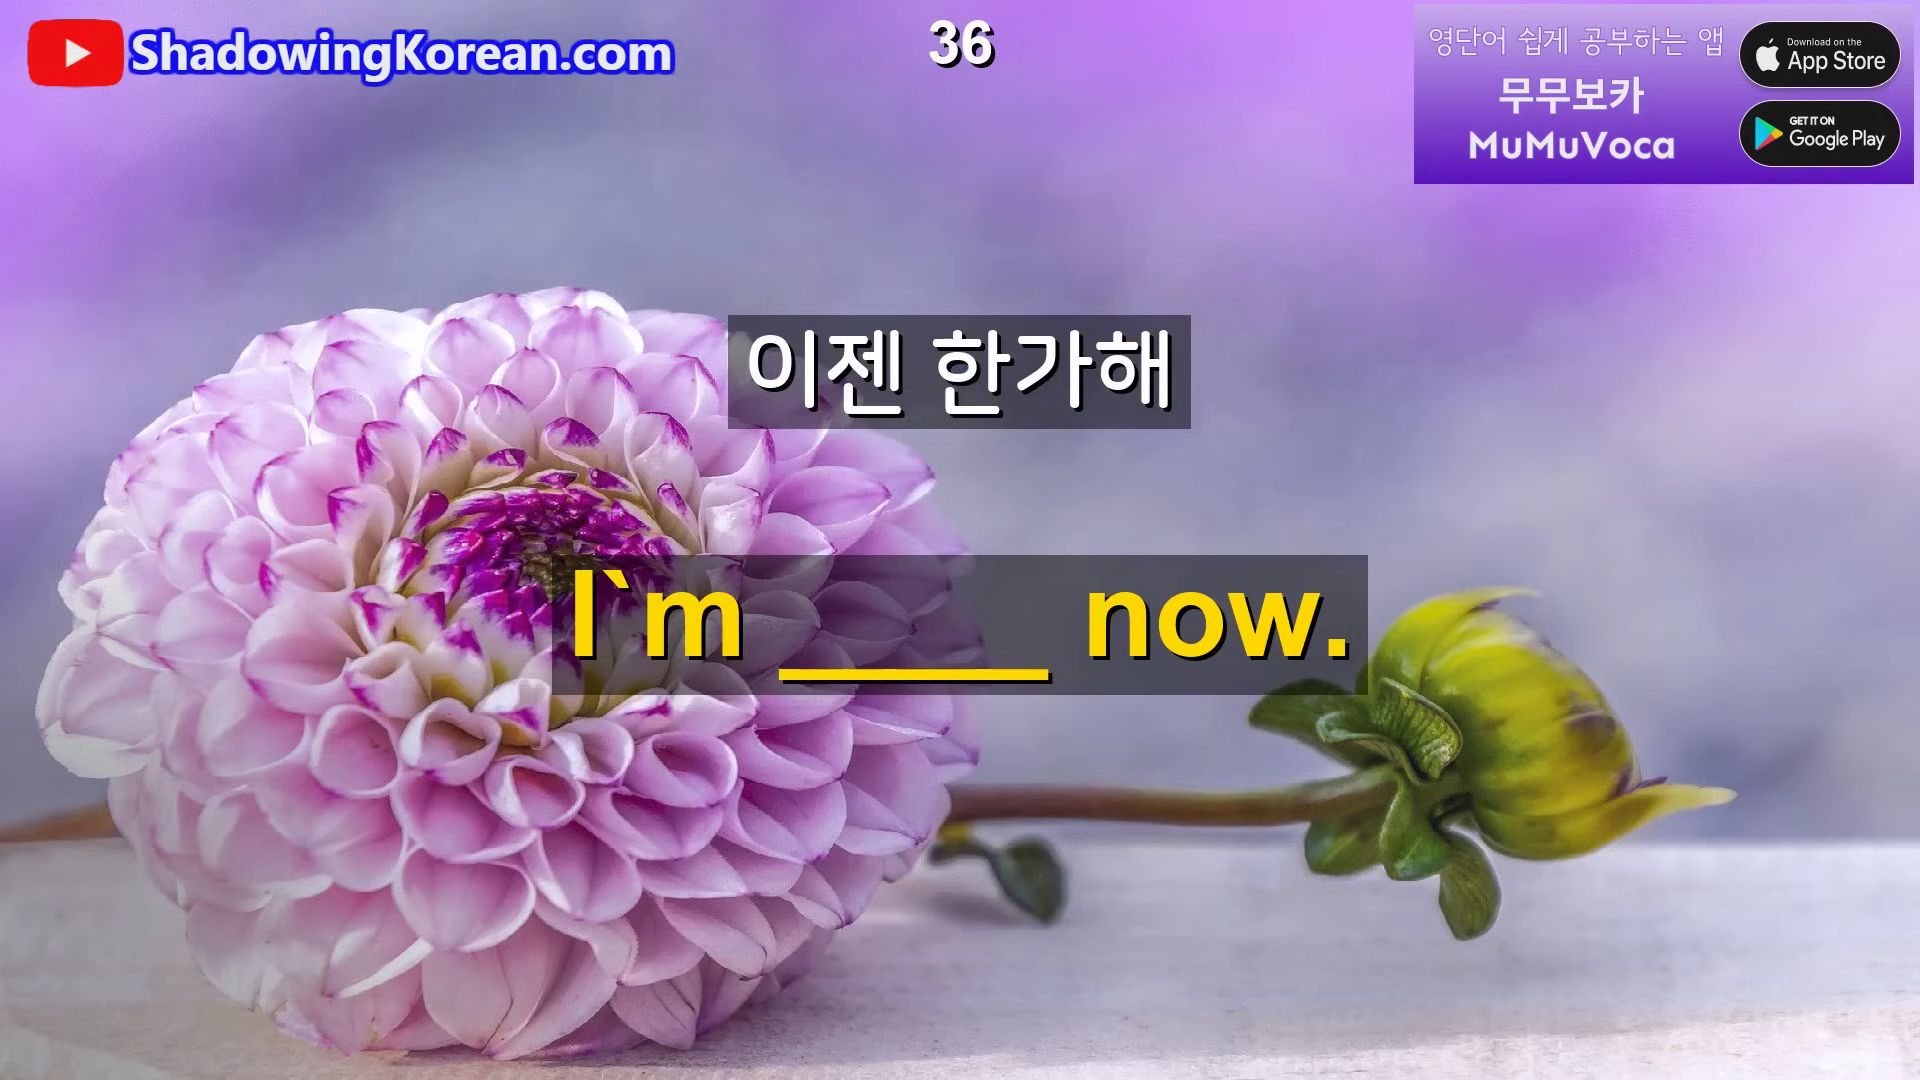 ShadowingKorean.com
36
영단어 쉽게 공부하는 앱
무무보카
MuMuVoca
Download on the
App Store
GET IT ON
Google Play
이젠 한가해
I`m _____ now.